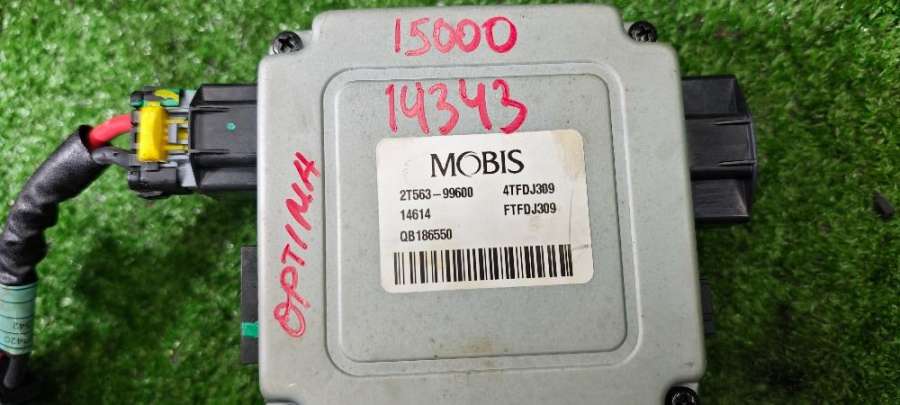 15000
14343
OPTIMA
MOBIS
2T563-99600 4TFDJ309
14614 FTFDJ309
QB186550